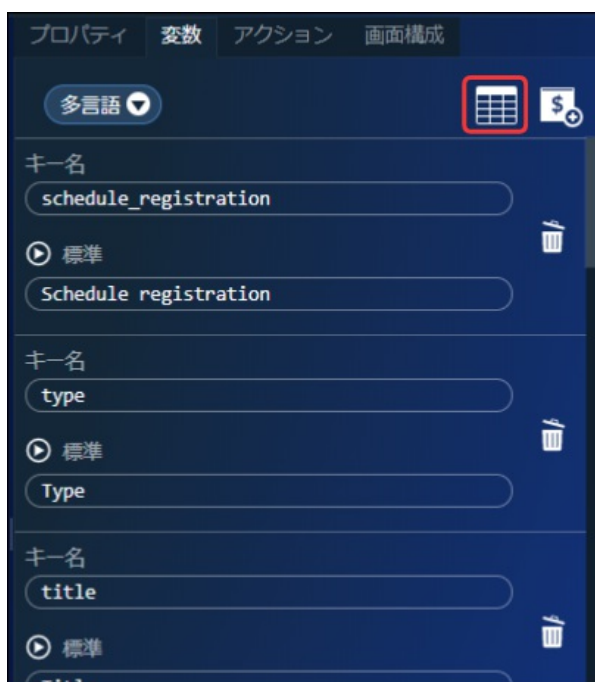 プロパティ 変数 アクション 画面構成
多言語
$
キー名
schedule_registration
標準
Schedule registration
キー名
type
標準
Type
キー名
title
標準